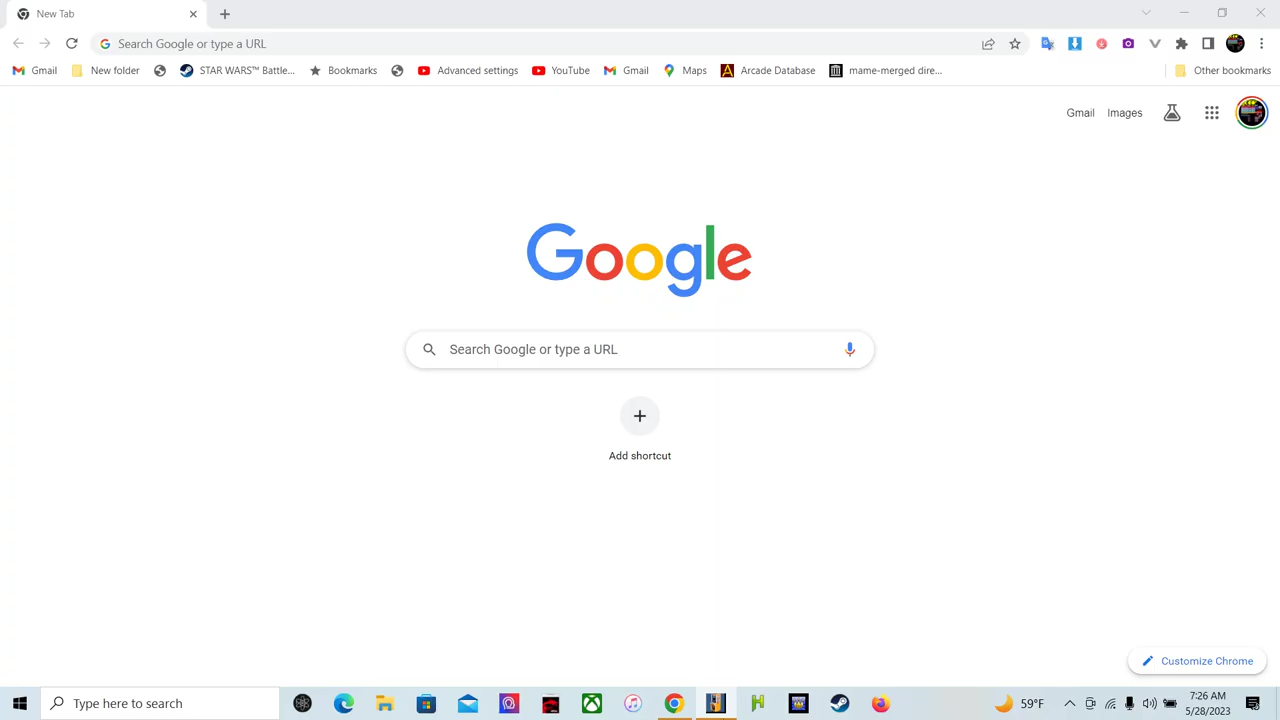 New Tab
Search Google or type a URL
Gmail New folder STAR WARS™ Battle... Bookmarks Advanced settings YouTube Gmail Maps Arcade Database mame-merged dire... Other bookmarks
Gmail Images
Google
Search Google or type a URL
Add shortcut
Customize Chrome
Type here to search 59°F 7:26 AM
5/28/2023